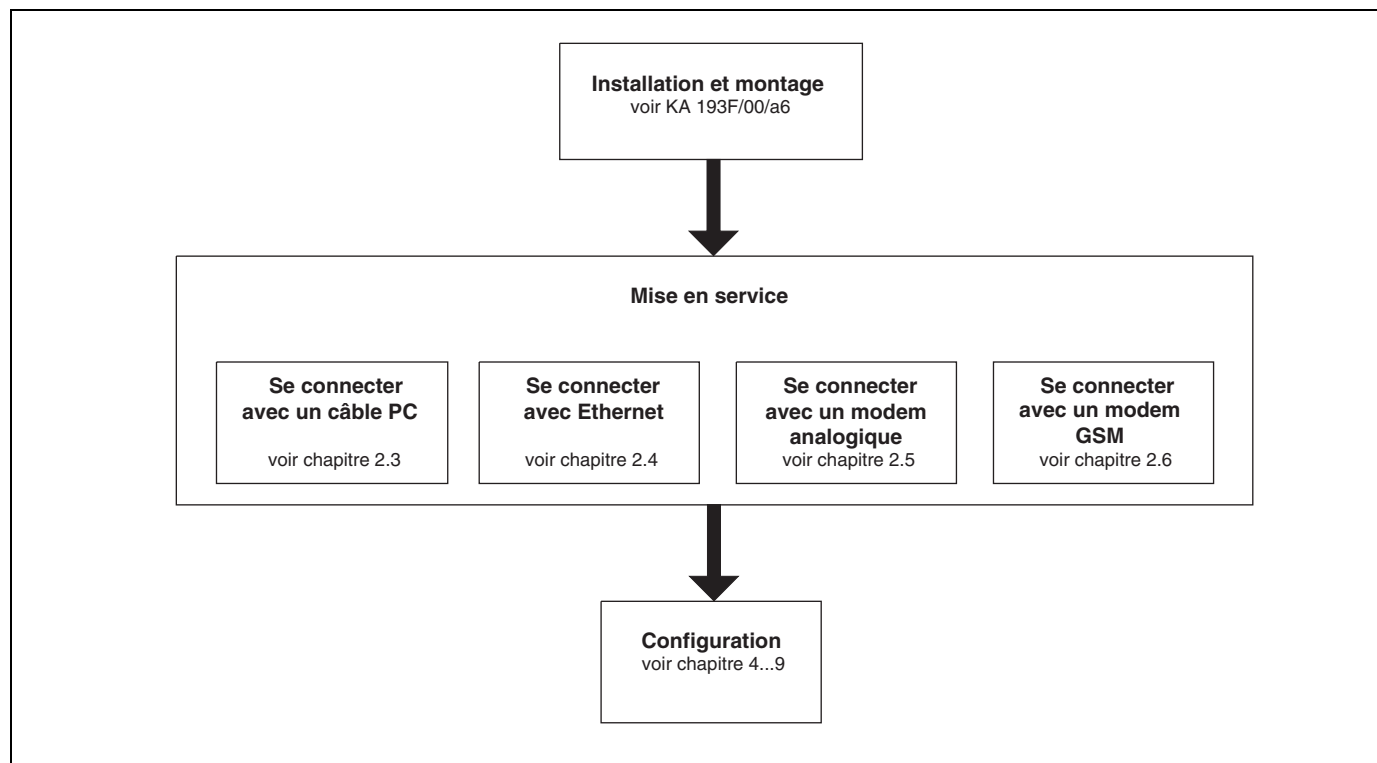 Installation et montage
voir KA 193F/00/a6
Mise en service
Se connecter
avec un câble PC
voir chapitre 2.3
Se connecter
avec Ethernet
voir chapitre 2.4
Se connecter
avec un modem
analogique
voir chapitre 2.5
Se connecter
avec un modem
GSM
voir chapitre 2.6
Configuration
voir chapitre 4...9